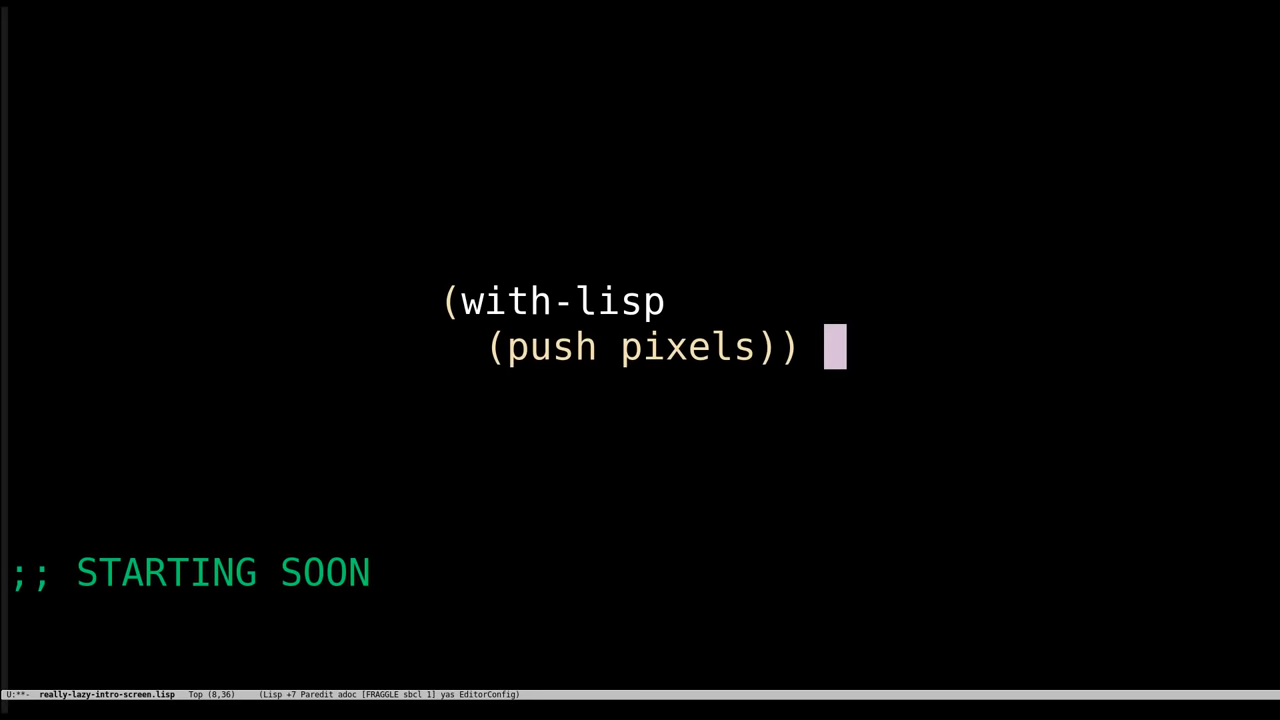 (with-lisp
(push pixels))
;; STARTING SOON
U:**-  really-lazy-intro-screen.lisp   Top (8,36)     (Lisp +7 Paredit adoc [FRAGGLE sbcl 1] yas EditorConfig)